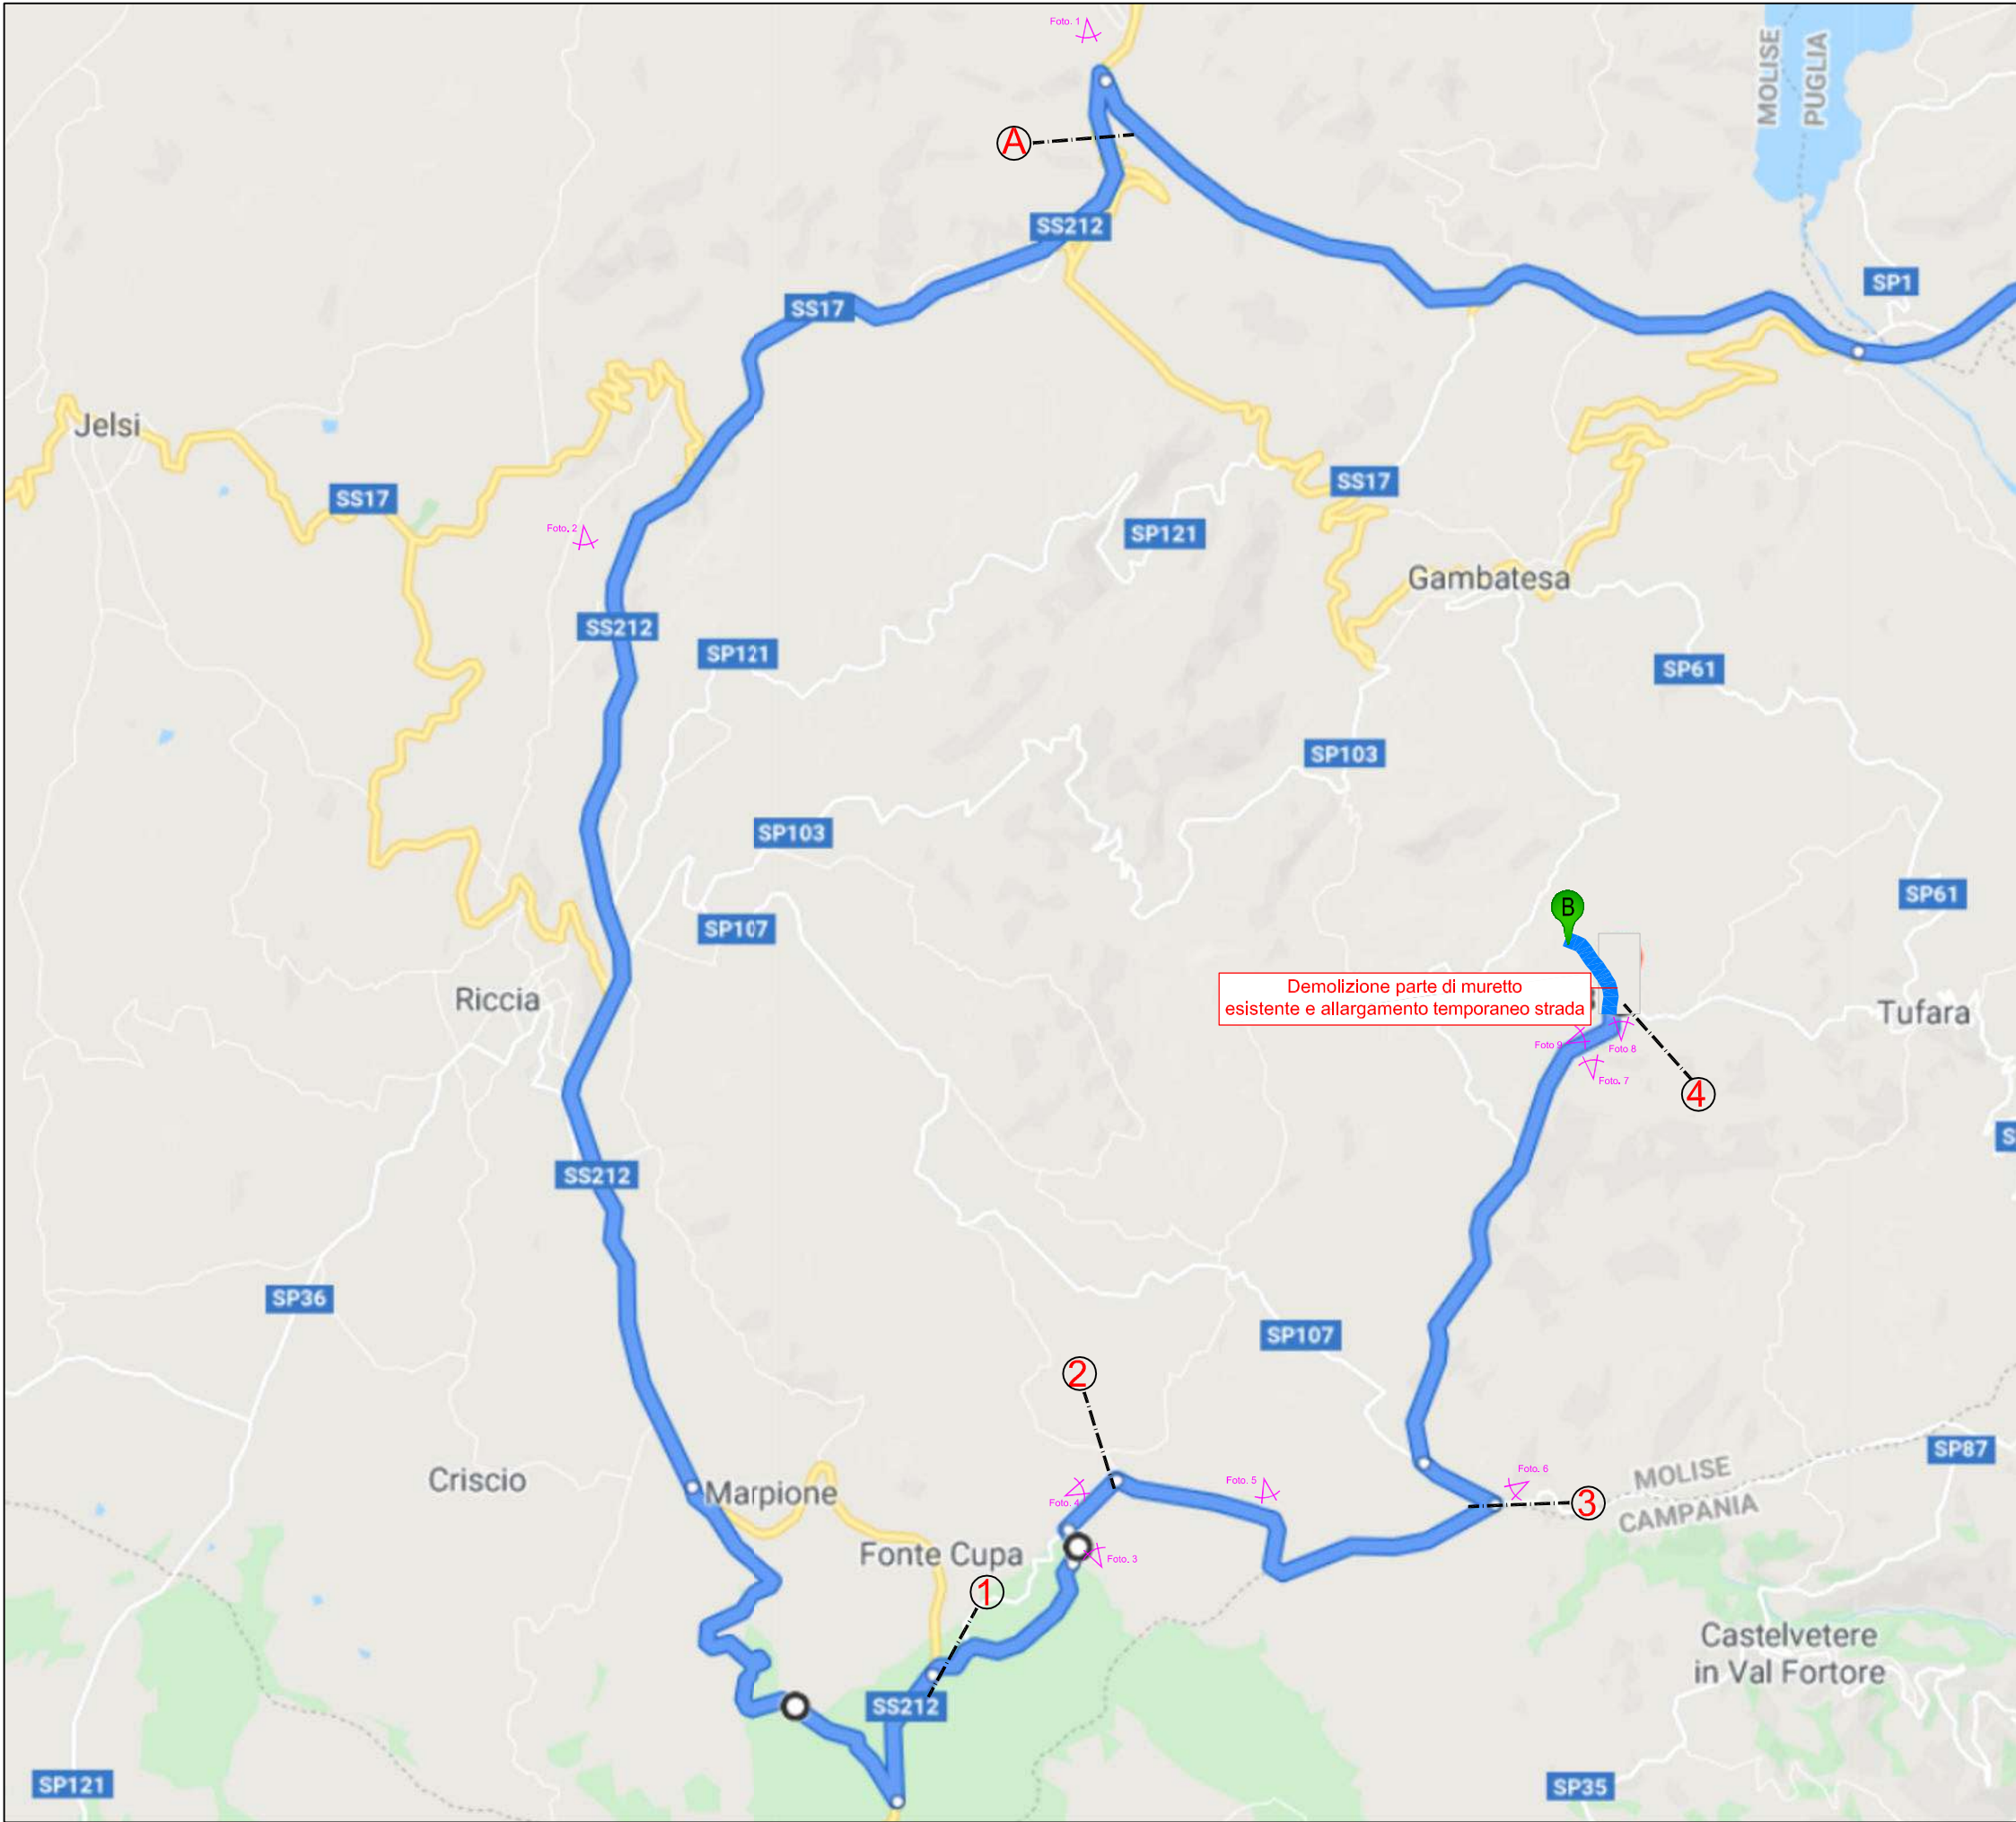 Foto. 1
MOLISE
PUGLIA
A
SS212
SP1
SS17
Jelsi
SS17
SS17
Foto. 2
SP121
Gambatesa
SS212
SP121
SP61
SP103
SP103
SP61
B
SP107
Demolizione parte di muretto
esistente e allargamento temporaneo strada
Riccia
Tufara
Foto 9
Foto 8
Foto. 7
4
S
SS212
SP36
SP107
2
SP87
Criscio
Marpione
Foto. 5
Foto. 6
MOLISE
CAMPANIA
Foto. 4
3
Fonte Cupa
Foto. 3
1
Castelvetere
in Val Fortore
SS212
SP121
SP35